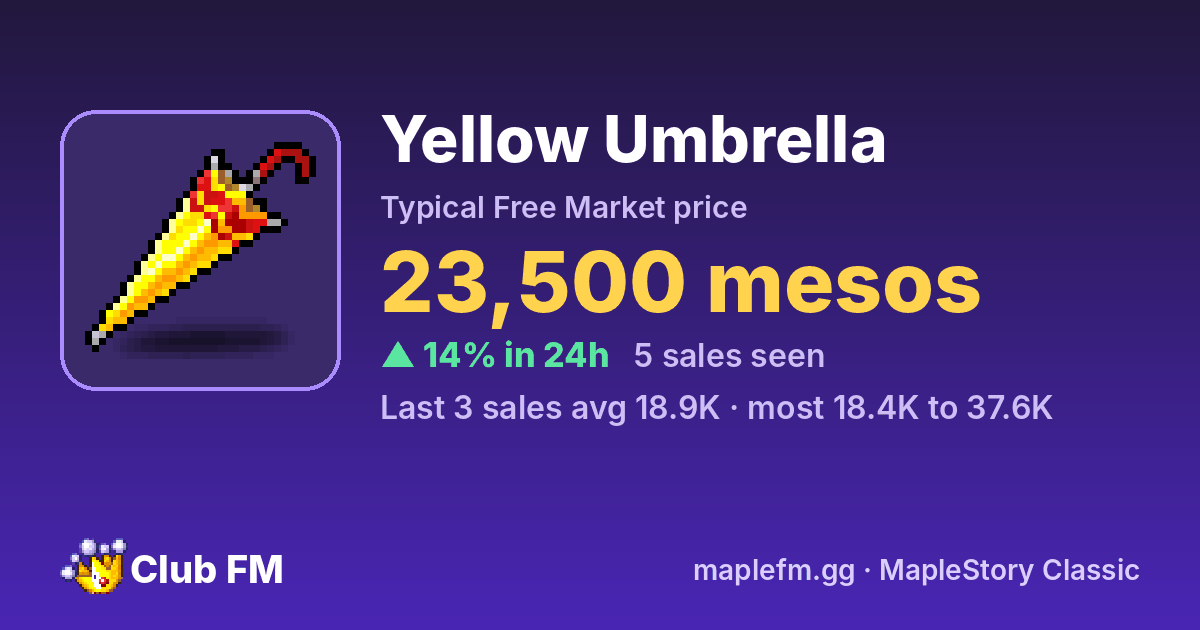 Yellow Umbrella
Typical Free Market price
23,500 mesos
▲ 14% in 24h 5 sales seen
Last 3 sales avg 18.9K · most 18.4K to 37.6K
Club FM
maplefm.gg · MapleStory Classic